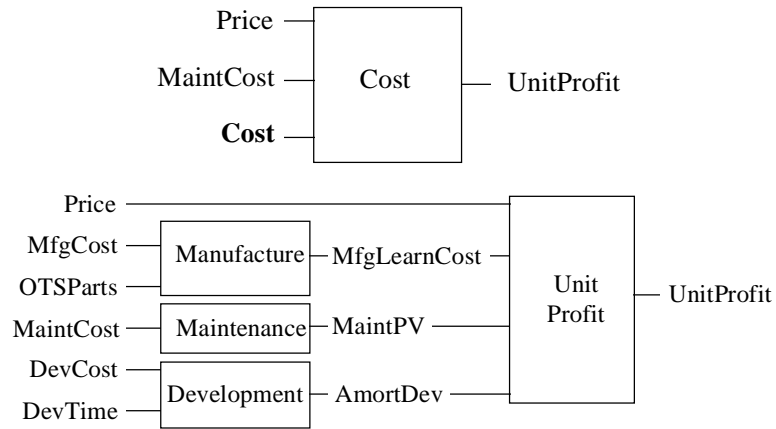 Price
MaintCost
Cost
Cost
UnitProfit
Price
MfgCost
OTSParts
Manufacture
MfgLearnCost
MaintCost
Maintenance
MaintPV
DevCost
DevTime
Development
AmortDev
Unit
Profit
UnitProfit